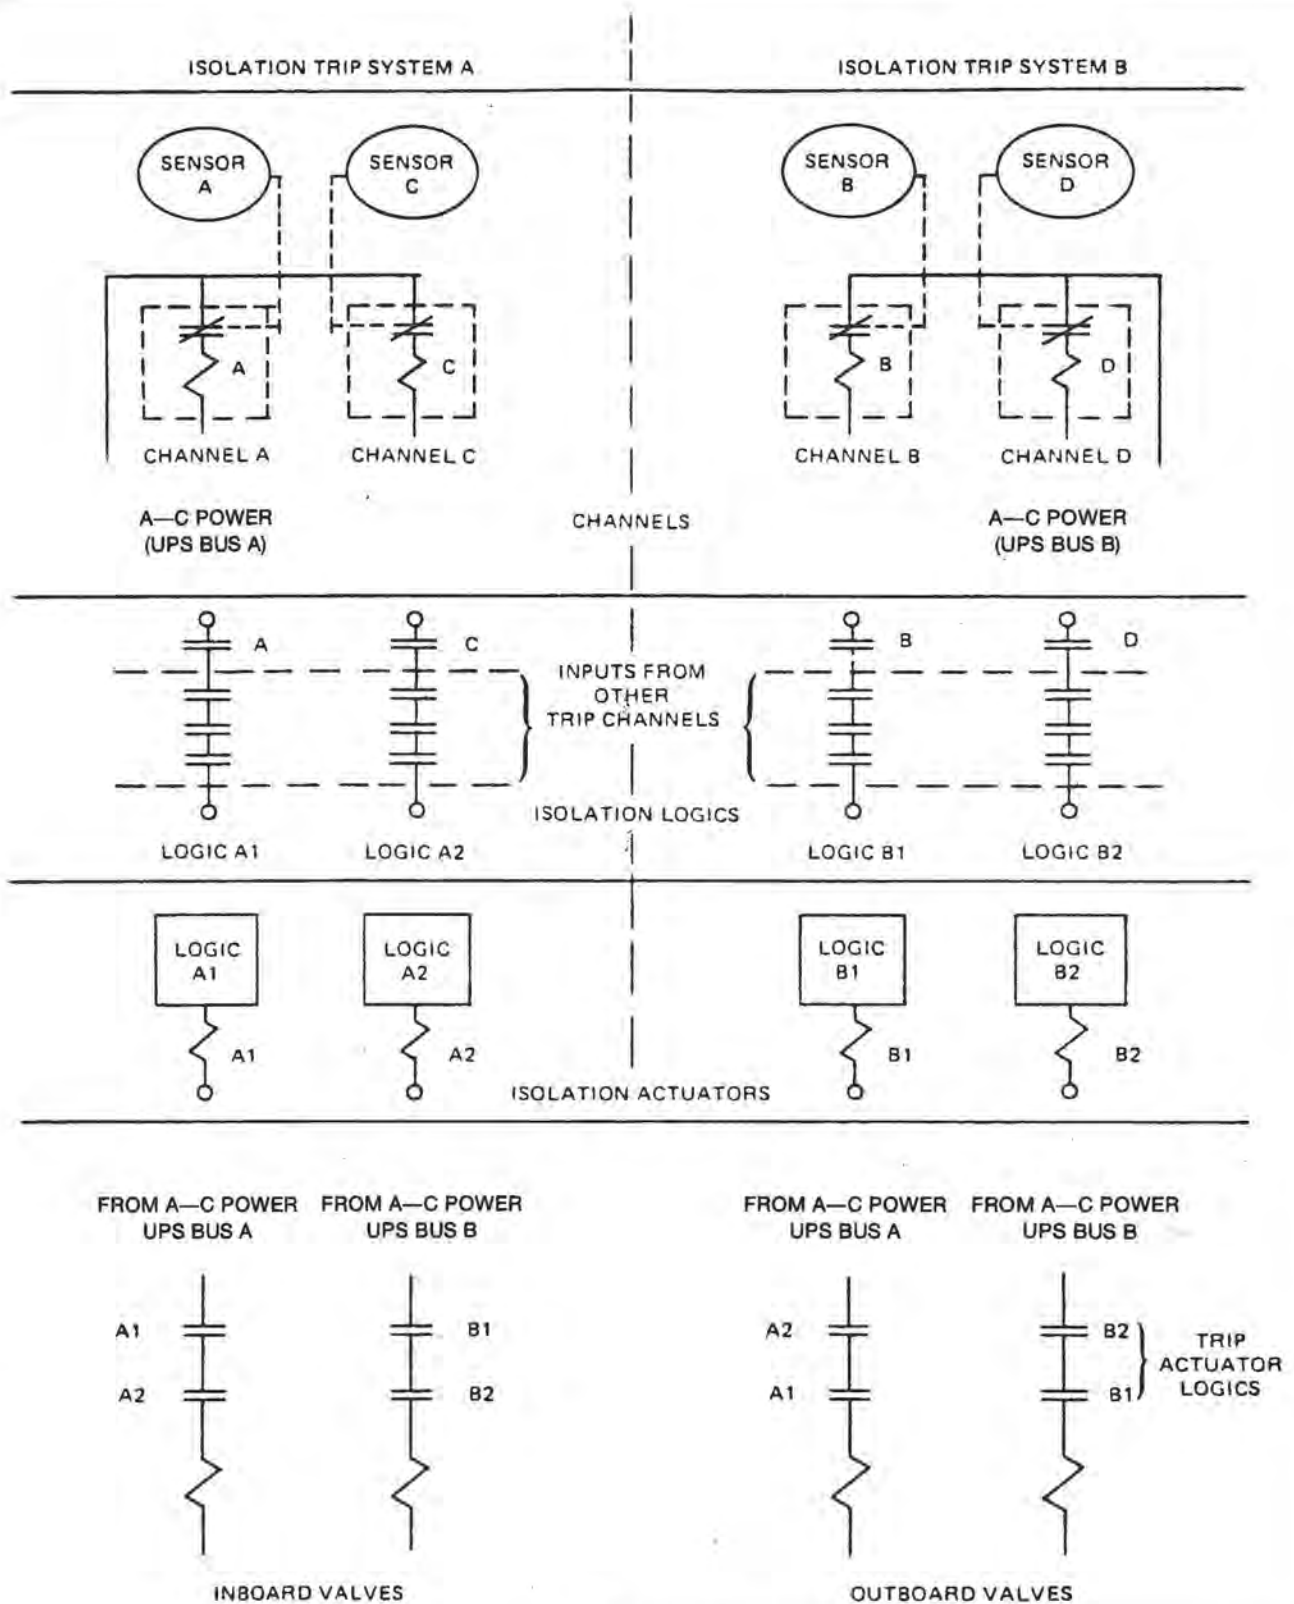 ISOLATION TRIP SYSTEM A
ISOLATION TRIP SYSTEM B
SENSOR
A
SENSOR
C
SENSOR
B
SENSOR
D
A
C
B
D
CHANNEL A
CHANNEL C
CHANNEL B
CHANNEL D
A—C POWER
(UPS BUS A)
CHANNELS
A—C POWER
(UPS BUS B)
A
C
B
D
INPUTS FROM
OTHER
TRIP CHANNELS
ISOLATION LOGICS
LOGIC A1
LOGIC A2
LOGIC B1
LOGIC B2
LOGIC
A1
LOGIC
A2
LOGIC
B1
LOGIC
B2
A1
A2
B1
B2
ISOLATION ACTUATORS
FROM A—C POWER
UPS BUS A
FROM A—C POWER
UPS BUS B
FROM A—C POWER
UPS BUS A
FROM A—C POWER
UPS BUS B
A1
B1
A2
B2
A2
B2
A1
B1
TRIP
ACTUATOR
LOGICS
INBOARD VALVES
OUTBOARD VALVES